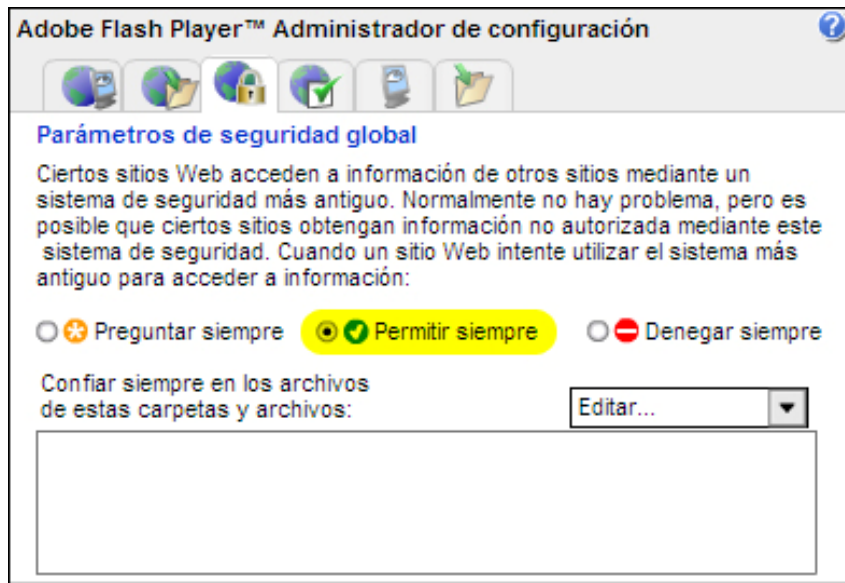 Adobe Flash Player™ Administrador de configuración
Parámetros de seguridad global
Ciertos sitios Web acceden a información de otros sitios mediante un
sistema de seguridad más antiguo. Normalmente no hay problema, pero es
posible que ciertos sitios obtengan información no autorizada mediante este
sistema de seguridad. Cuando un sitio Web intente utilizar el sistema más
antiguo para acceder a información:
Preguntar siempre Permitir siempre Denegar siempre
Confiar siempre en los archivos
de estas carpetas y archivos:
Editar...